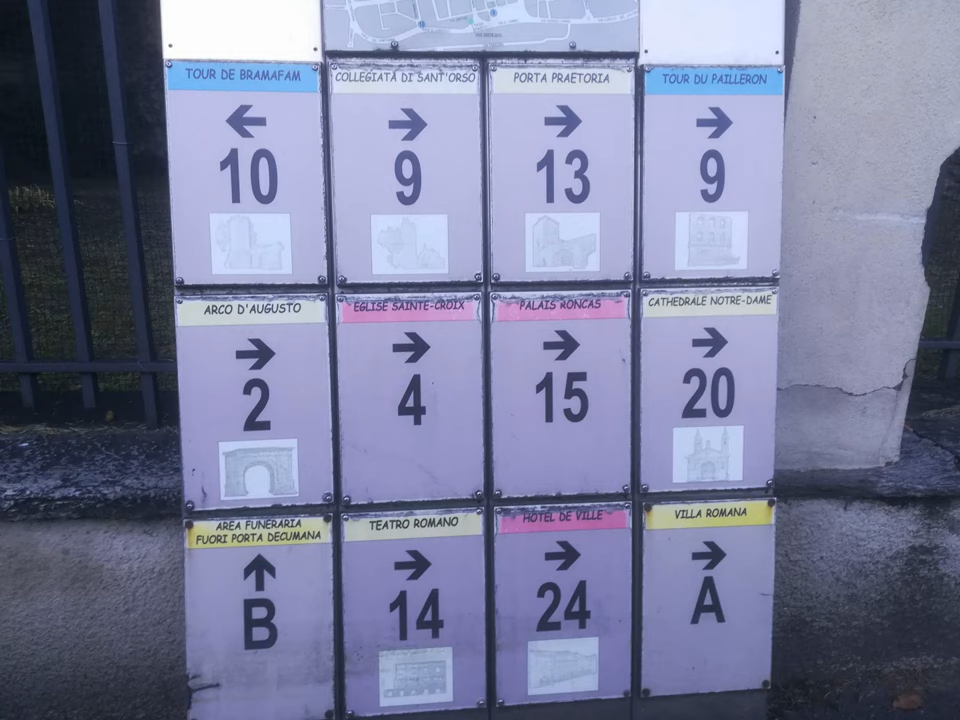 TOUR DE BRAMAFAM
←
10
COLLEGIATA DI SANT'ORSO
→
9
PORTA PRAETORIA
→
13
TOUR DU PAILLERON
→
9
ARCO D'AUGUSTO
→
2
EGLISE SAINTE-CROIX
→
4
PALAIS RONCAS
→
15
CATHEDRALE NOTRE-DAME
→
20
AREA FUNERARIA
FUORI PORTA DECUMANA
↑
B
TEATRO ROMANO
→
14
HOTEL DE VILLE
→
24
VILLA ROMANA
→
A